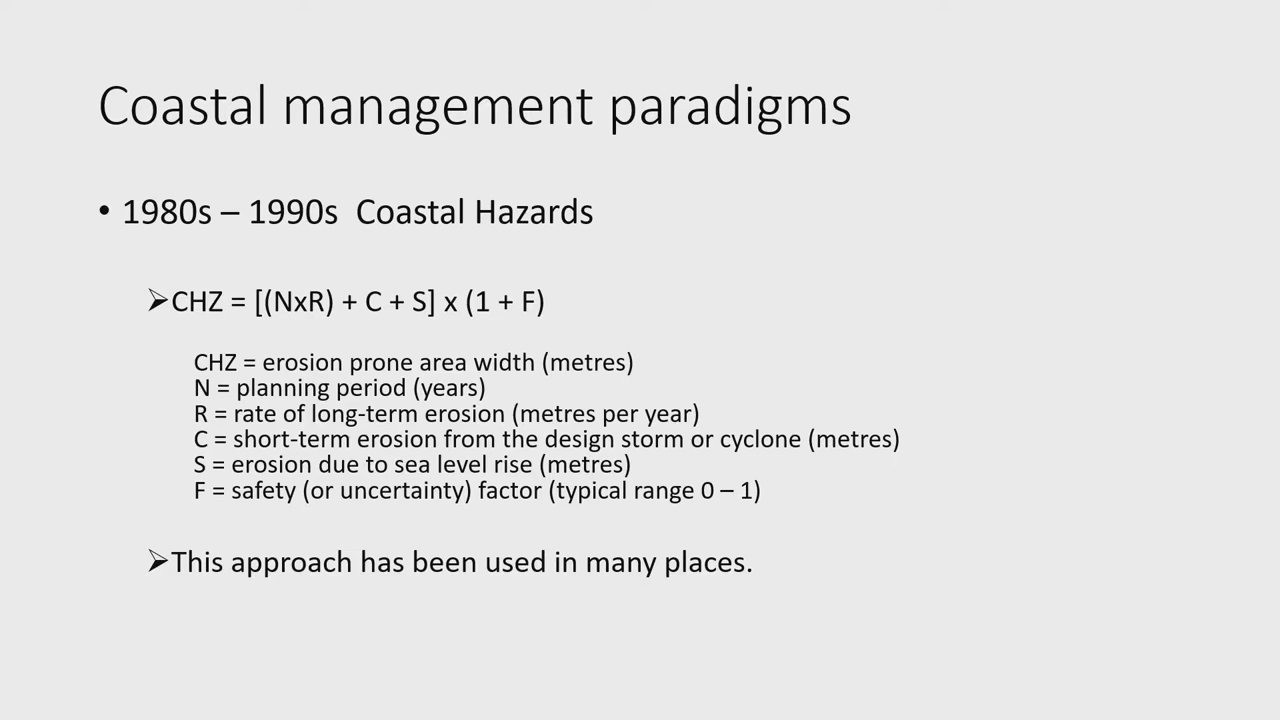 Coastal management paradigms
• 1980s – 1990s  Coastal Hazards
➢CHZ = [(NxR) + C + S] x (1 + F)
CHZ = erosion prone area width (metres)
N = planning period (years)
R = rate of long-term erosion (metres per year)
C = short-term erosion from the design storm or cyclone (metres)
S = erosion due to sea level rise (metres)
F = safety (or uncertainty) factor (typical range 0 – 1)
➢This approach has been used in many places.